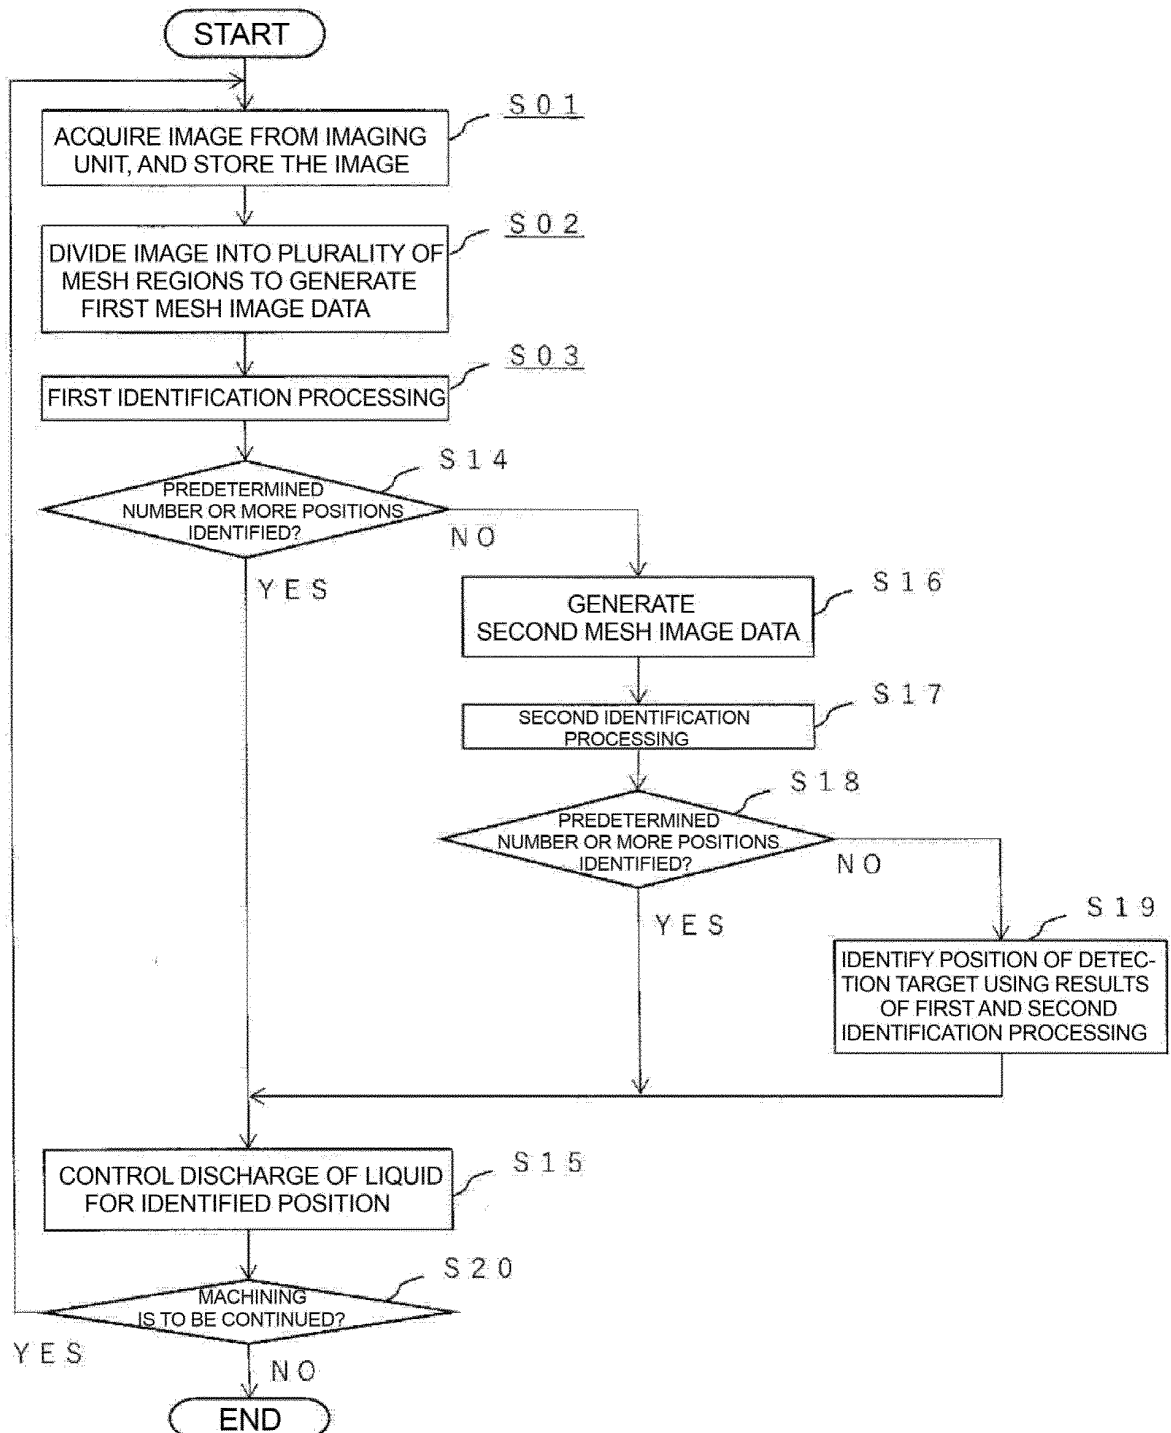 START
S01
ACQUIRE IMAGE FROM IMAGING
UNIT, AND STORE THE IMAGE
S02
DIVIDE IMAGE INTO PLURALITY OF
MESH REGIONS TO GENERATE
FIRST MESH IMAGE DATA
S03
FIRST IDENTIFICATION PROCESSING
S14
PREDETERMINED
NUMBER OR MORE POSITIONS
IDENTIFIED?
NO
YES
S16
GENERATE
SECOND MESH IMAGE DATA
S17
SECOND IDENTIFICATION
PROCESSING
S18
PREDETERMINED
NUMBER OR MORE POSITIONS
IDENTIFIED?
NO
YES
S19
IDENTIFY POSITION OF DETEC-
TION TARGET USING RESULTS
OF FIRST AND SECOND
IDENTIFICATION PROCESSING
S15
CONTROL DISCHARGE OF LIQUID
FOR IDENTIFIED POSITION
S20
MACHINING
IS TO BE CONTINUED?
YES
NO
END